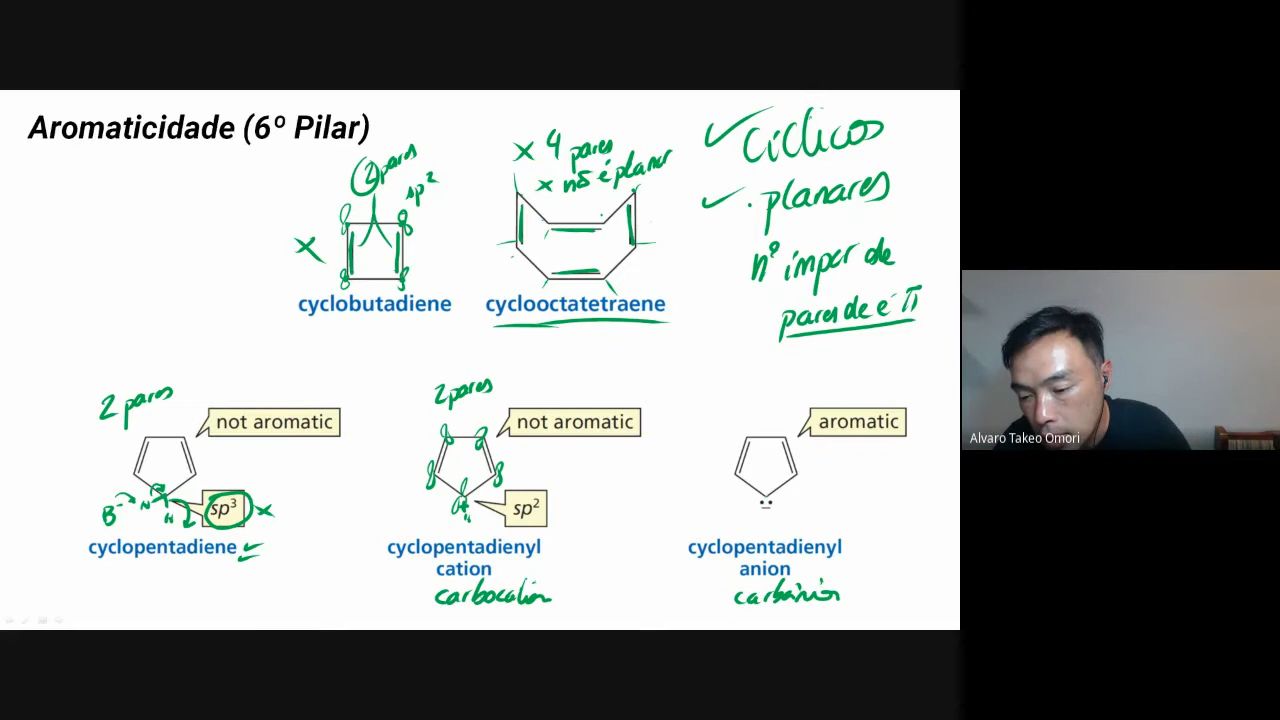 Aromaticidade (6º Pilar)
2 pares
sp²
x
x 4 pares
x não é planar
✓ cíclicos
✓ . planares
nº ímpar de
pares de e⁻ π
cyclobutadiene
cyclooctatetraene
2 pares
not aromatic
B⁻
H
H
sp³ x
cyclopentadiene
2 pares
not aromatic
+
H
sp²
cyclopentadienyl
cation
carbocation
aromatic
cyclopentadienyl
anion
Alvaro Takeo Omori